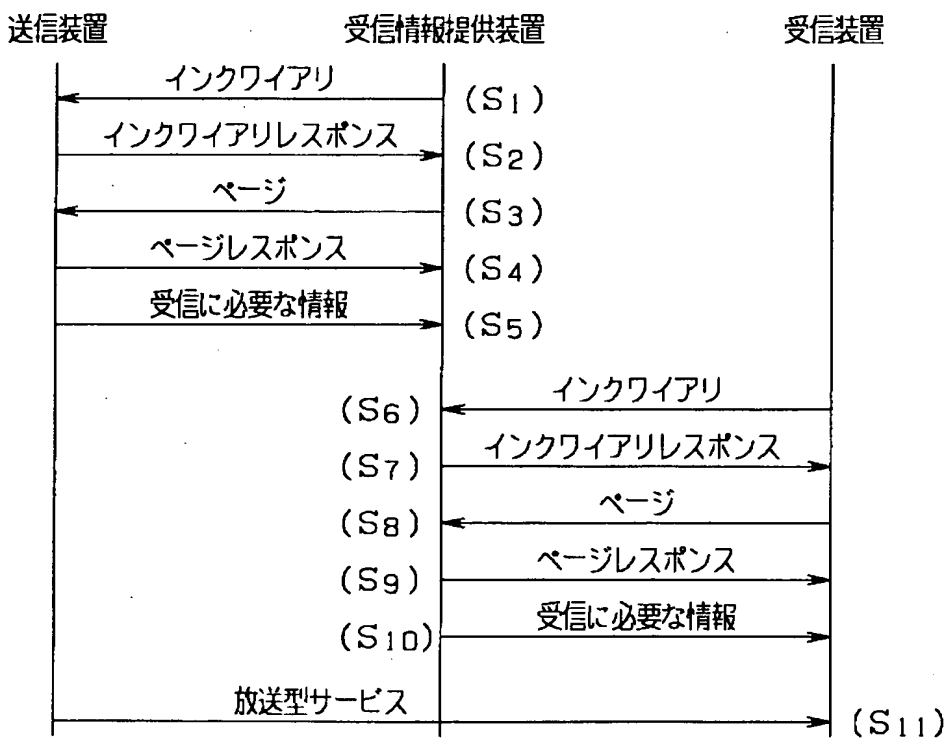 送信装置 受信情報提供装置 受信装置
インクワイアリ (S1)
インクワイアリレスポンス (S2)
ページ (S3)
ページレスポンス (S4)
受信に必要な情報 (S5)
(S6) インクワイアリ
(S7) インクワイアリレスポンス
(S8) ページ
(S9) ページレスポンス
(S10) 受信に必要な情報
放送型サービス (S11)